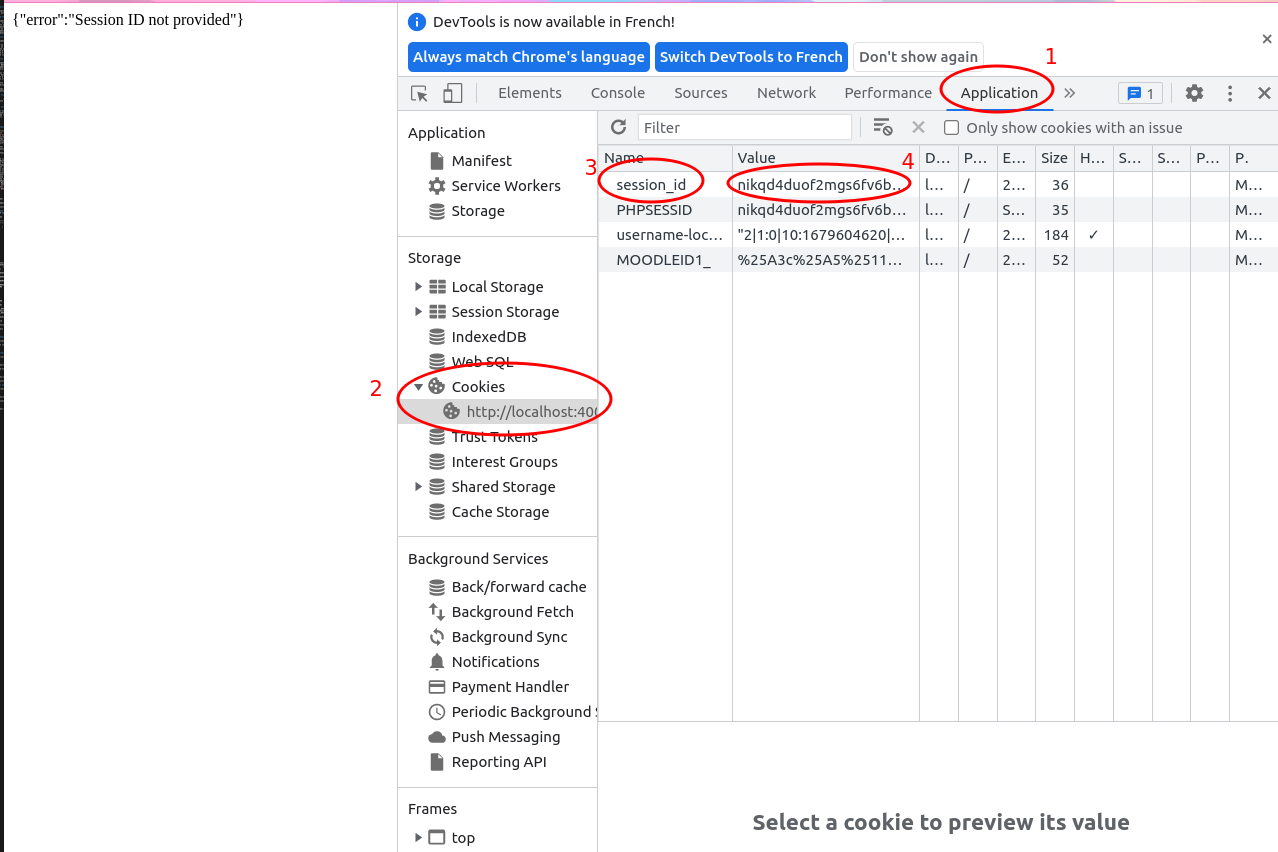 {"error":"Session ID not provided"}
DevTools is now available in French!
Always match Chrome's language
Switch DevTools to French
Don't show again
1
Elements
Console
Sources
Network
Performance
Application
1
Application
Manifest
Service Workers
Storage
Storage
Local Storage
Session Storage
IndexedDB
Web SQL
2
Cookies
http://localhost:400
Trust Tokens
Interest Groups
Shared Storage
Cache Storage
Background Services
Back/forward cache
Background Fetch
Background Sync
Notifications
Payment Handler
Periodic Background S
Push Messaging
Reporting API
Frames
top
Filter
Only show cookies with an issue
3
4
Name Value D... P... E... Size H... S... S... P... P.
session_id nikqd4duof2mgs6fv6b... l... / 2... 36 M...
PHPSESSID nikqd4duof2mgs6fv6b... l... / S... 35 M...
username-loc... "2|1:0|10:1679604620|... l... / 2... 184 ✓ M...
MOODLEID1_ %25A3c%25A5%2511... l... / 2... 52 M...
Select a cookie to preview its value